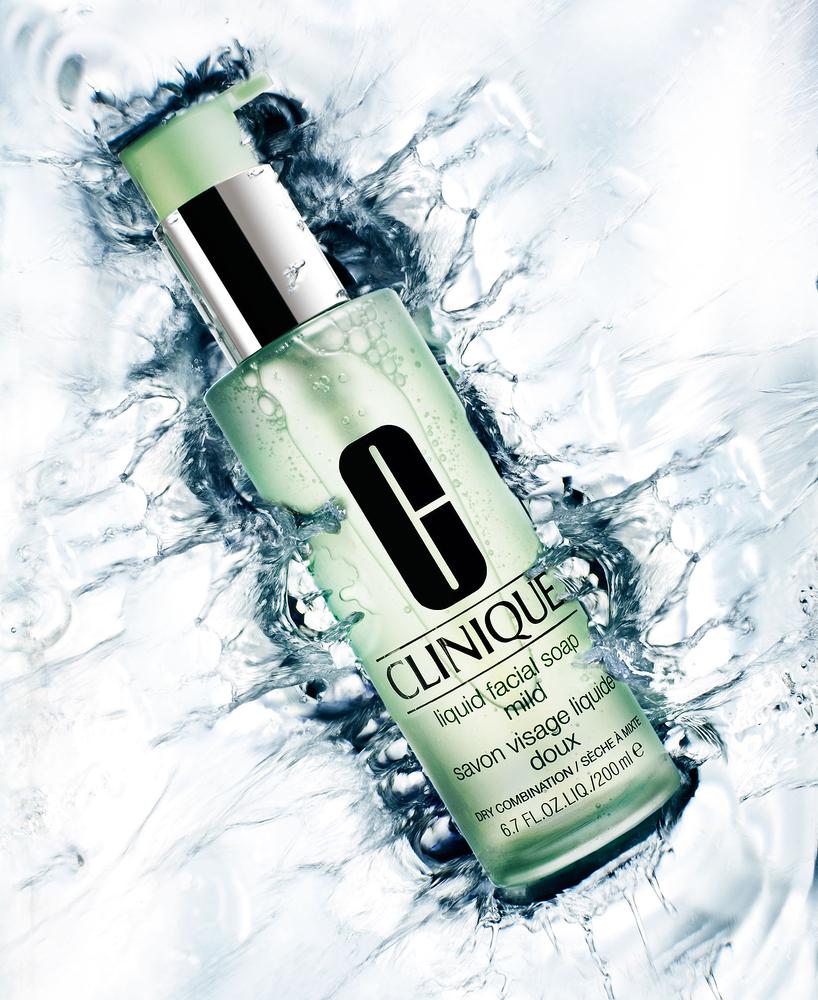 C
CLINIQUE
liquid facial soap
mild
savon visage liquide
doux
DRY COMBINATION / SÈCHE À MIXTE
6.7 FL.OZ.LIQ./200 ml ℮